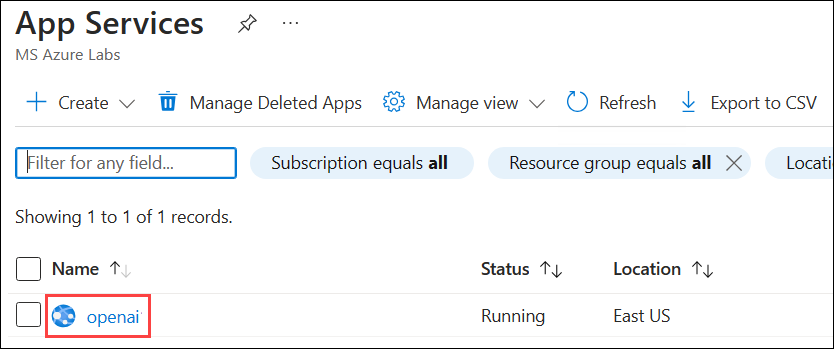 App Services
MS Azure Labs
Create Manage Deleted Apps Manage view Refresh Export to CSV
Filter for any field... Subscription equals all Resource group equals all Locati
Showing 1 to 1 of 1 records.
Name Status Location
openai Running East US